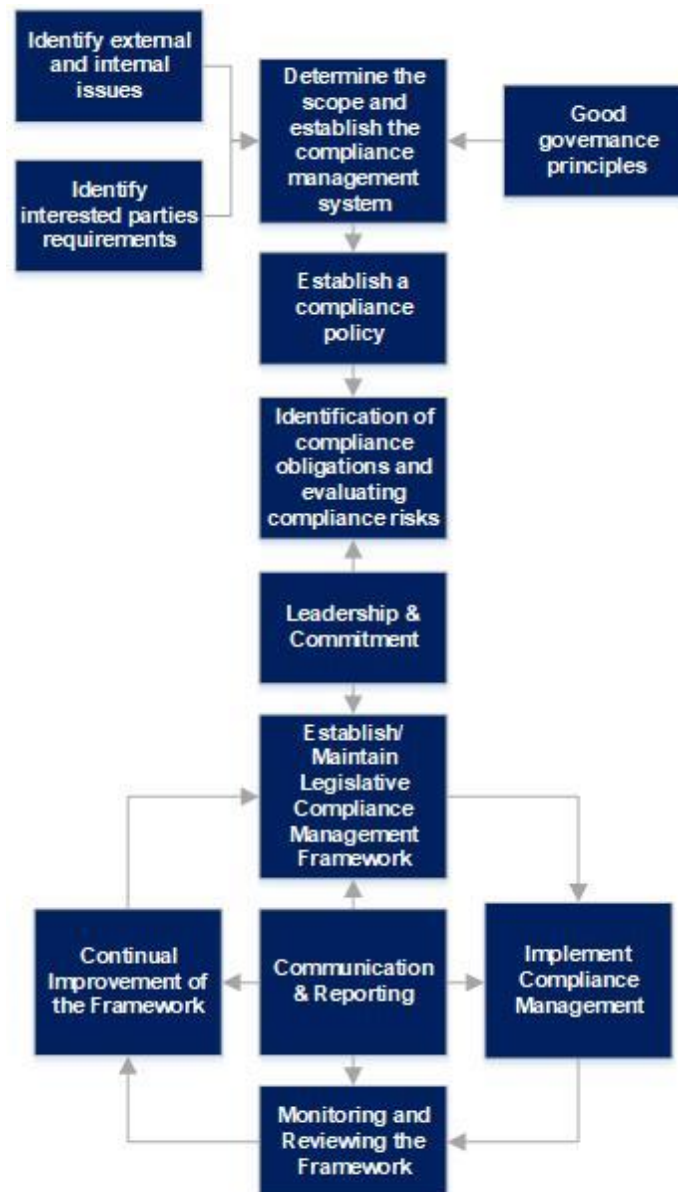 Identify external
and internal
issues
Determine the
scope and
establish the
compliance
management
system
Good
governance
principles
Identify
interested parties
requirements
Establish a
compliance
policy
Identification of
compliance
obligations and
evaluating
compliance risks
Leadership &
Commitment
Establish/
Maintain
Legislative
Compliance
Management
Framework
Continual
Improvement of
the Framework
Communication
& Reporting
Implement
Compliance
Management
Monitoring and
Reviewing the
Framework